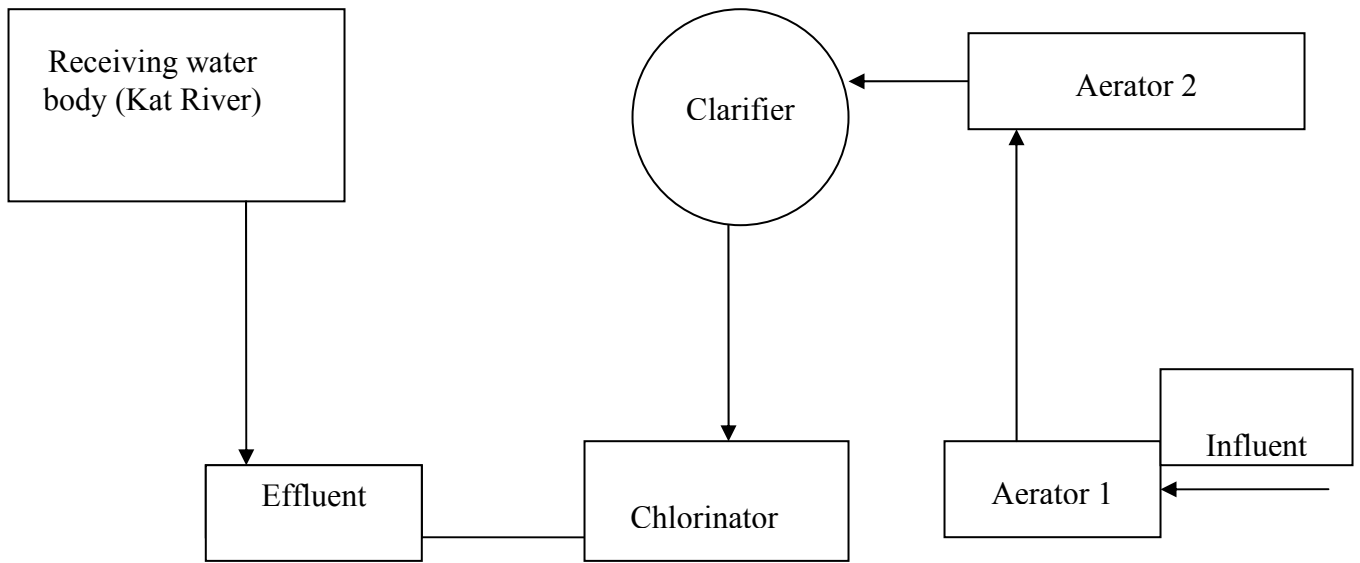 Receiving water
body (Kat River)
Clarifier
Aerator 2
Influent
Effluent
Aerator 1
Chlorinator